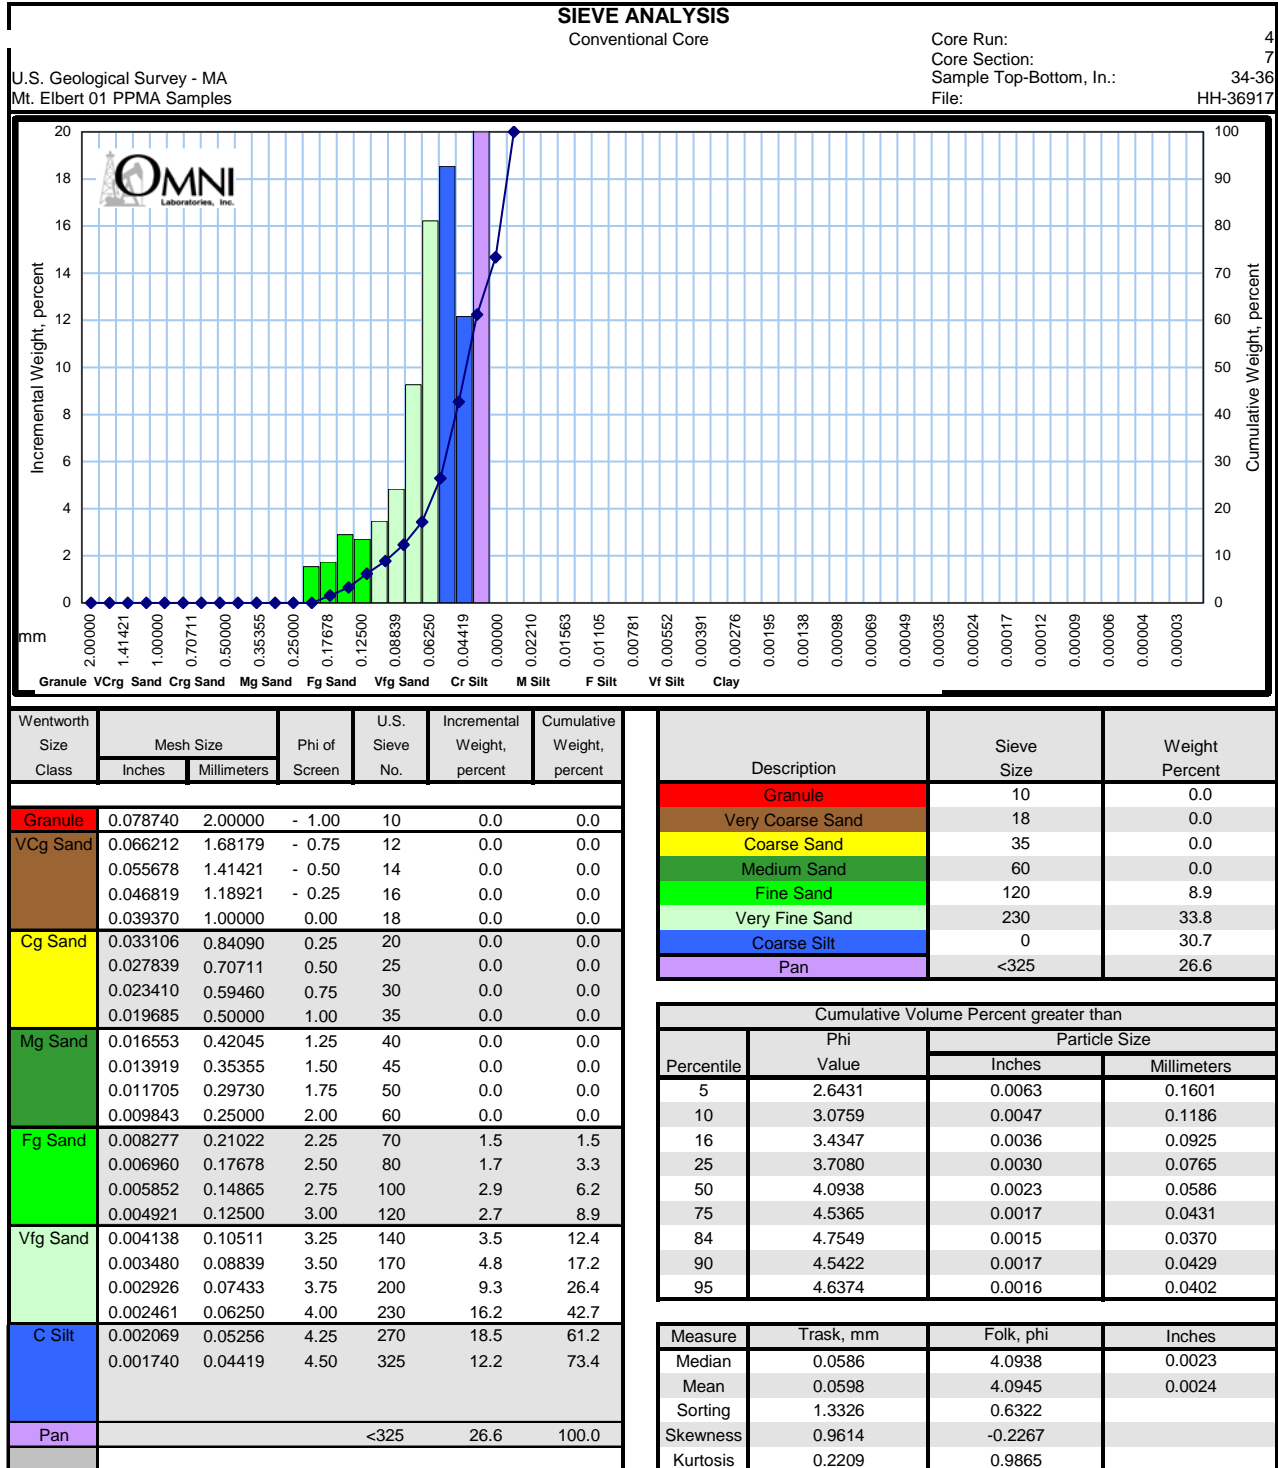 SIEVE ANALYSIS
Conventional Core
Core Run: 4
Core Section: 7
U.S. Geological Survey - MA Sample Top-Bottom, In.: 34-36
Mt. Elbert 01 PPMA Samples File: HH-36917
OMNI
Laboratories, Inc.
Incremental Weight, percent
20
18
16
14
12
10
8
6
4
2
0
Cumulative Weight, percent
100
90
80
70
60
50
40
30
20
10
0
mm
2.00000 1.41421 1.00000 0.70711 0.50000 0.35355 0.25000 0.17678 0.12500 0.08839 0.06250 0.04419 0.00000 0.02210 0.01563 0.01105 0.00781 0.00552 0.00391 0.00276 0.00195 0.00138 0.00098 0.00069 0.00049 0.00035 0.00024 0.00017 0.00012 0.00009 0.00006 0.00004 0.00003
Granule VCrg Sand Crg Sand Mg Sand Fg Sand Vfg Sand Cr Silt M Silt F Silt Vf Silt Clay
Wentworth U.S. Incremental Cumulative
Size Mesh Size Phi of Sieve Weight, Weight,
Class Inches Millimeters Screen No. percent percent
Granule 0.078740 2.00000 - 1.00 10 0.0 0.0
VCg Sand 0.066212 1.68179 - 0.75 12 0.0 0.0
0.055678 1.41421 - 0.50 14 0.0 0.0
0.046819 1.18921 - 0.25 16 0.0 0.0
0.039370 1.00000 0.00 18 0.0 0.0
Cg Sand 0.033106 0.84090 0.25 20 0.0 0.0
0.027839 0.70711 0.50 25 0.0 0.0
0.023410 0.59460 0.75 30 0.0 0.0
0.019685 0.50000 1.00 35 0.0 0.0
Mg Sand 0.016553 0.42045 1.25 40 0.0 0.0
0.013919 0.35355 1.50 45 0.0 0.0
0.011705 0.29730 1.75 50 0.0 0.0
0.009843 0.25000 2.00 60 0.0 0.0
Fg Sand 0.008277 0.21022 2.25 70 1.5 1.5
0.006960 0.17678 2.50 80 1.7 3.3
0.005852 0.14865 2.75 100 2.9 6.2
0.004921 0.12500 3.00 120 2.7 8.9
Vfg Sand 0.004138 0.10511 3.25 140 3.5 12.4
0.003480 0.08839 3.50 170 4.8 17.2
0.002926 0.07433 3.75 200 9.3 26.4
0.002461 0.06250 4.00 230 16.2 42.7
C Silt 0.002069 0.05256 4.25 270 18.5 61.2
0.001740 0.04419 4.50 325 12.2 73.4
Pan <325 26.6 100.0
Sieve Weight
Description Size Percent
Granule 10 0.0
Very Coarse Sand 18 0.0
Coarse Sand 35 0.0
Medium Sand 60 0.0
Fine Sand 120 8.9
Very Fine Sand 230 33.8
Coarse Silt 0 30.7
Pan <325 26.6
Cumulative Volume Percent greater than
Phi Particle Size
Percentile Value Inches Millimeters
5 2.6431 0.0063 0.1601
10 3.0759 0.0047 0.1186
16 3.4347 0.0036 0.0925
25 3.7080 0.0030 0.0765
50 4.0938 0.0023 0.0586
75 4.5365 0.0017 0.0431
84 4.7549 0.0015 0.0370
90 4.5422 0.0017 0.0429
95 4.6374 0.0016 0.0402
Measure Trask, mm Folk, phi Inches
Median 0.0586 4.0938 0.0023
Mean 0.0598 4.0945 0.0024
Sorting 1.3326 0.6322
Skewness 0.9614 -0.2267
Kurtosis 0.2209 0.9865